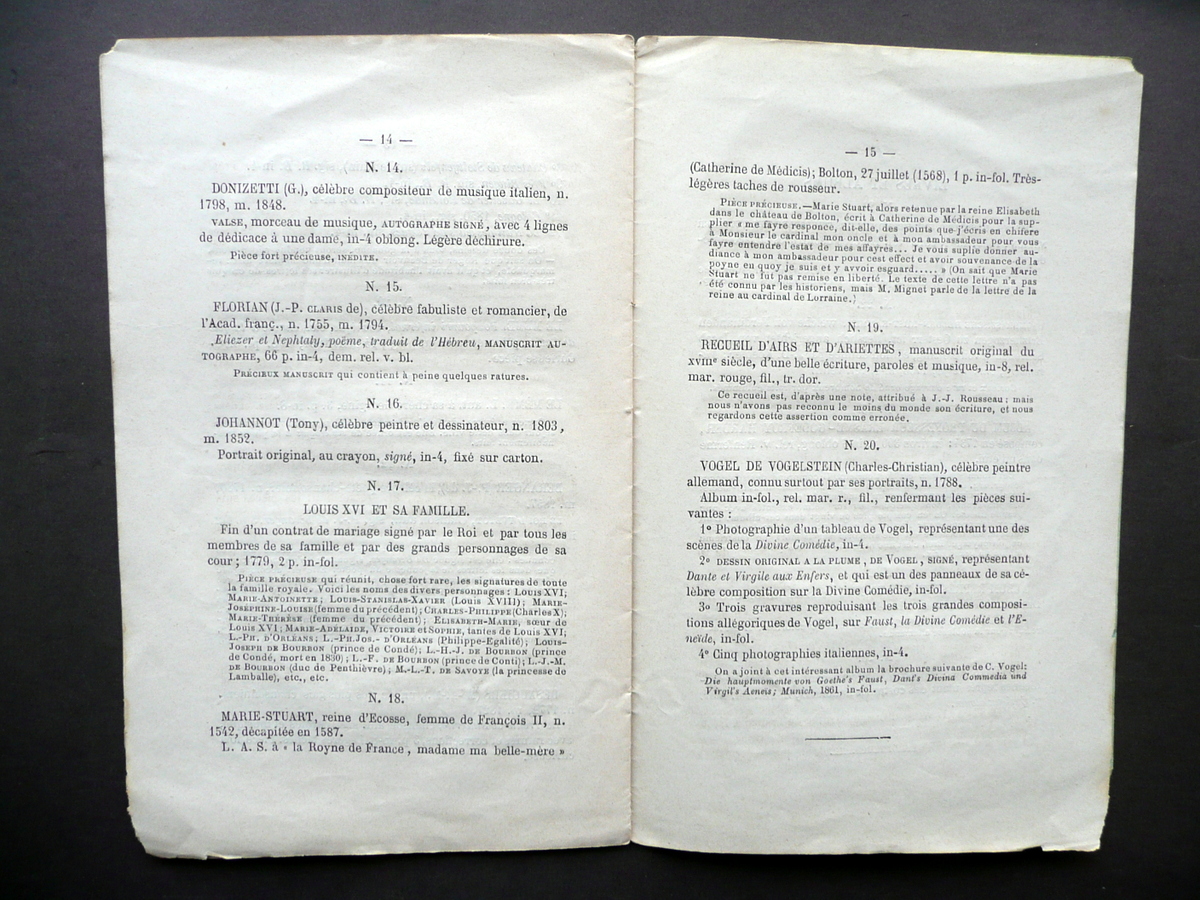 — 14 —
N. 14.
DONIZETTI (G.), célèbre compositeur de musique italien, n.
1798, m. 1848.
VALSE, morceau de musique, AUTOGRAPHE SIGNÉ, avec 4 lignes
de dédicace à une dame, in-4 oblong. Légère déchirure.
Pièce fort précieuse, INÉDITE.
N. 15.
FLORIAN (J.-P. CLARIS de), célèbre fabuliste et romancier, de
l'Acad. franç., n. 1755, m. 1794.
Eliezer et Nephtaly, poëme, traduit de l'Hébreu, MANUSCRIT AU-
TOGRAPHE, 66 p. in-4, dem. rel. v. bl.
PRÉCIEUX MANUSCRIT qui contient à peine quelques ratures.
N. 16.
JOHANNOT (Tony), célèbre peintre et dessinateur, n. 1803,
m. 1852.
Portrait original, au crayon, signé, in-4, fixé sur carton.
N. 17.
LOUIS XVI ET SA FAMILLE.
Fin d'un contrat de mariage signé par le Roi et par tous les
membres de sa famille et par des grands personnages de sa
cour; 1779, 2 p. in-fol.
PIÈCE PRÉCIEUSE qui réunit, chose fort rare, les signatures de toute
la famille royale. Voici les noms des divers personnages : LOUIS XVI;
MARIE-ANTOINETTE; LOUIS-STANISLAS-XAVIER (Louis XVIII); MARIE-
JOSÉPHINE-LOUISE (femme du précédent); CHARLES-PHILIPPE (Charles X);
MARIE-THÉRÈSE (femme du précédent); ELISABETH-MARIE, sœur de
Louis XVI; MARIE-ADELAIDE, VICTOIRE et SOPHIE, tantes de Louis XVI;
L.-PH. D'ORLÉANS; L.-PH.JOS.- D'ORLÉANS (Philippe-Egalité); LOUIS-
JOSEPH DE BOURBON (prince de Condé); L.-H.-J. DE BOURBON (prince
de Condé, mort en 1830); L.-F. DE BOURBON (prince de Conti); L.-J.-M.
DE BOURBON (duc de Penthièvre); M.-L.-T. DE SAVOYE (la princesse de
Lamballe), etc., etc.
N. 18.
MARIE-STUART, reine d'Ecosse, femme de François II, n.
1542, décapitée en 1587.
L. A. S. à « la Royne de France, madame ma belle-mère »
— 15 —
(Catherine de Médicis); Bolton, 27 juillet (1568), 1 p. in-fol. Très-
légères taches de rousseur.
PIÈCE PRÉCIEUSE.—Marie Stuart, alors retenue par la reine Elisabeth
dans le château de Bolton, écrit à Catherine de Médicis pour la sup-
plier « me fayre responce, dit-elle, des points que j'écris en chifère
à Monsieur le cardinal mon oncle et à mon ambassadeur pour vous
fayre entendre l'estat de mes affayres... Je vous suplie donner au-
diance à mon ambassadeur pour cest effect et avoir souvenance de la
poyne en quoy je suis et y avvoir esguard..... » (On sait que Marie
Stuart ne fut pas remise en liberté. Le texte de cette lettre n'a pas
été connu par les historiens, mais M. Mignet parle de la lettre de la
reine au cardinal de Lorraine.)
N. 19.
RECUEIL D'AIRS ET D'ARIETTES, manuscrit original du
XVIIIe siècle, d'une belle écriture, paroles et musique, in-8, rel.
mar. rouge, fil., tr. dor.
Ce recueil est, d'après une note, attribué à J.-J. Rousseau; mais
nous n'avons pas reconnu le moins du monde son écriture, et nous
regardons cette assertion comme erronée.
N. 20.
VOGEL DE VOGELSTEIN (Charles-Christian), célèbre peintre
allemand, connu surtout par ses portraits, n. 1788.
Album in-fol., rel. mar. r., fil., renfermant les pièces sui-
vantes :
1o Photographie d'un tableau de Vogel, représentant une des
scènes de la Divine Comédie, in-4.
2o DESSIN ORIGINAL A LA PLUME, DE VOGEL, SIGNÉ, représentant
Dante et Virgile aux Enfers, et qui est un des panneaux de sa cé-
lèbre composition sur la Divine Comédie, in-fol.
3o Trois gravures reproduisant les trois grandes composi-
tions allégoriques de Vogel, sur Faust, la Divine Comédie et l'E-
neïde, in-fol.
4o Cinq photographies italiennes, in-4.
On a joint à cet intéressant album la brochure suivante de C. Vogel:
Die hauptmomente von Goethe's Faust, Dant's Divina Commedia und
Virgil's Aeneis; Munich, 1861, in-fol.